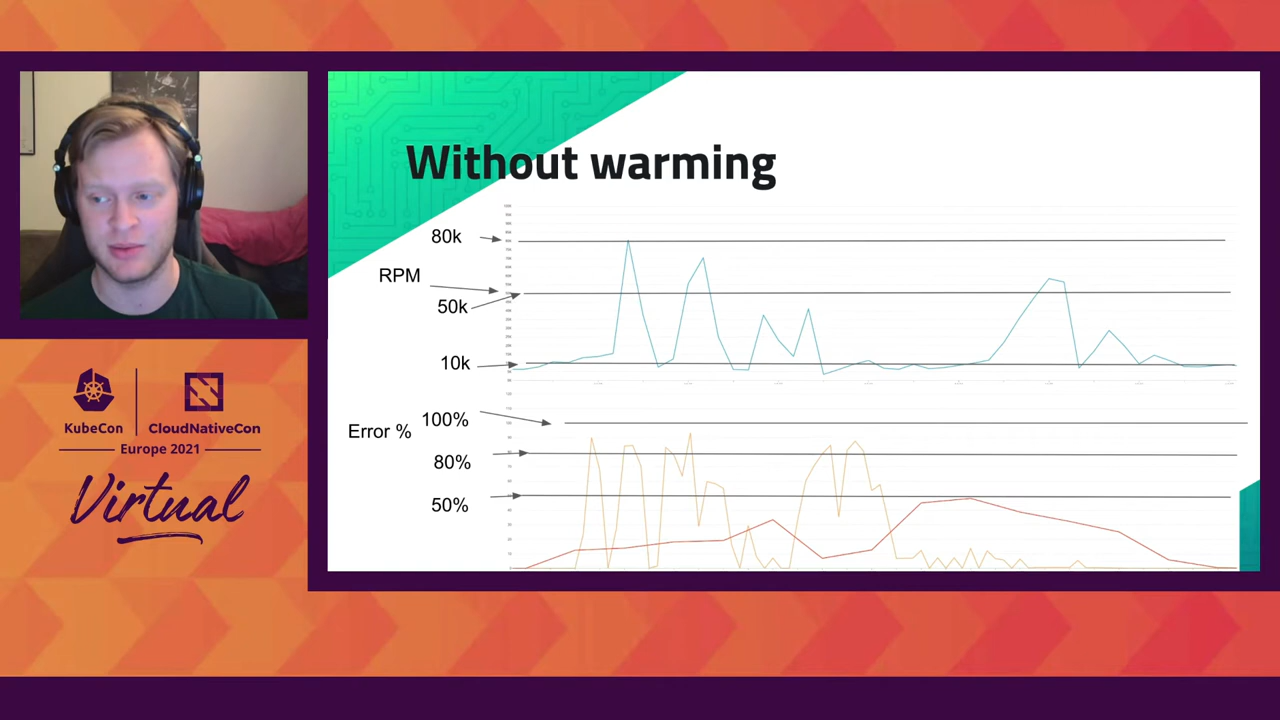 Without warming
80k
RPM
50k
10k
100%
Error %
80%
50%
KubeCon
CloudNativeCon
Europe 2021
Virtual